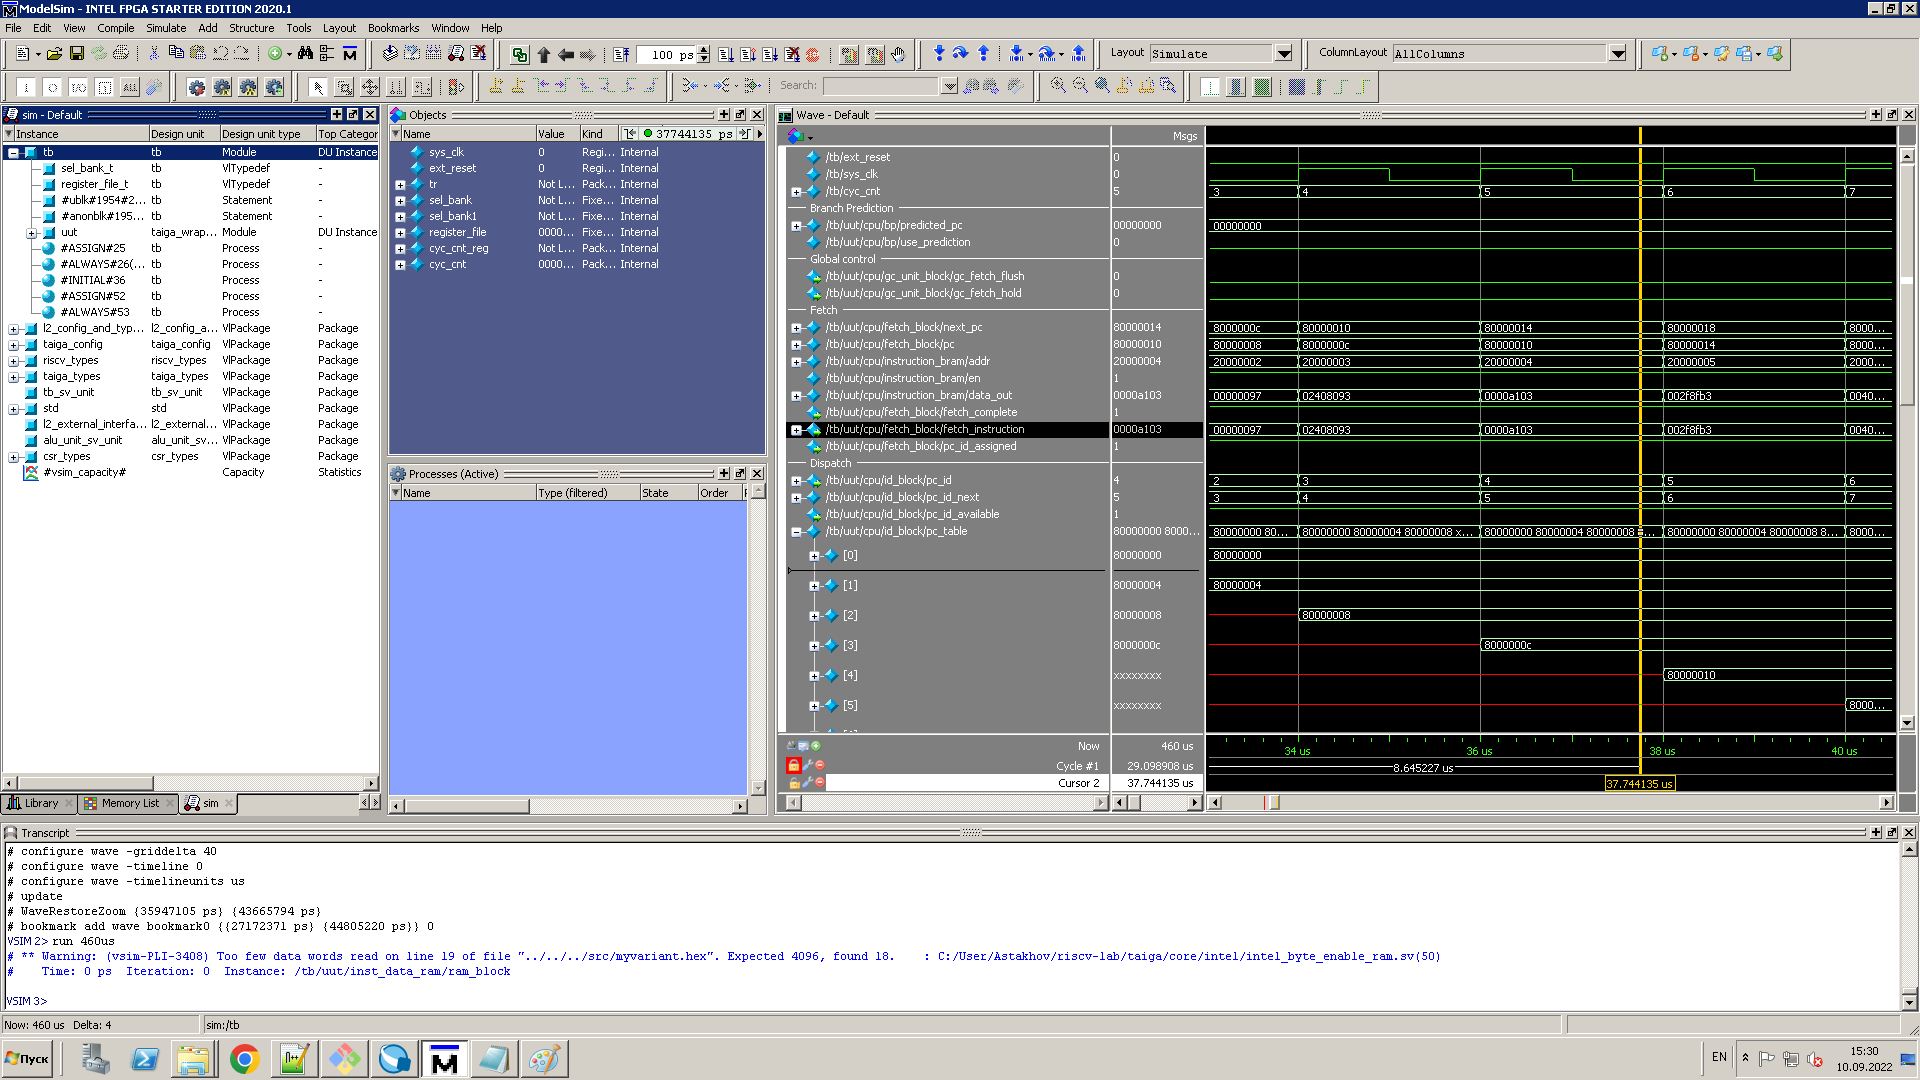 ModelSim - INTEL FPGA STARTER EDITION 2020.1
File Edit View Compile Simulate Add Structure Tools Layout Bookmarks Window Help
100 ps
Layout Simulate
ColumnLayout AllColumns
ALL
Search:
sim - Default
Instance Design unit Design unit type Top Categor
tb tb Module DU Instance
sel_bank_t tb VlTypedef
register_file_t tb VlTypedef
#ublk#1954#2... tb Statement -
#anonblk#195... tb Statement -
uut taiga_wrap... Module DU Instance
#ASSIGN#25 tb Process -
#ALWAYS#26(... tb Process -
#INITIAL#36 tb Process -
#ASSIGN#52 tb Process -
#ALWAYS#53 tb Process -
l2_config_and_typ... l2_config_a... VlPackage Package
taiga_config taiga_config VlPackage Package
riscv_types riscv_types VlPackage Package
taiga_types taiga_types VlPackage Package
tb_sv_unit tb_sv_unit VlPackage Package
std std VlPackage Package
l2_external_interfa... l2_external... VlPackage Package
alu_unit_sv_unit alu_unit_sv... VlPackage Package
csr_types csr_types VlPackage Package
#vsim_capacity# Capacity Statistics
Library Memory List sim
Objects
Name Value Kind 37744135 ps
sys_clk 0 Regi... Internal
ext_reset 0 Regi... Internal
tr Not L... Pack... Internal
sel_bank Not L... Fixe... Internal
sel_bank1 Not L... Fixe... Internal
register_file 0000... Fixe... Internal
cyc_cnt_reg Not L... Pack... Internal
cyc_cnt 0000... Pack... Internal
Processes (Active)
Name Type (filtered) State Order
Wave - Default
Msgs
/tb/ext_reset 0
/tb/sys_clk 0
/tb/cyc_cnt 5 3 4 5 6 7
Branch Prediction
/tb/uut/cpu/bp/predicted_pc 00000000 00000000
/tb/uut/cpu/bp/use_prediction 0
Global control
/tb/uut/cpu/gc_unit_block/gc_fetch_flush 0
/tb/uut/cpu/gc_unit_block/gc_fetch_hold 0
Fetch
/tb/uut/cpu/fetch_block/next_pc 80000014 8000000c 80000010 80000014 80000018 8000...
/tb/uut/cpu/fetch_block/pc 80000010 80000008 8000000c 80000010 80000014 8000...
/tb/uut/cpu/instruction_bram/addr 20000004 20000002 20000003 20000004 20000005 2000...
/tb/uut/cpu/instruction_bram/en 1
/tb/uut/cpu/instruction_bram/data_out 0000a103 00000097 02408093 0000a103 002f8fb3 0040...
/tb/uut/cpu/fetch_block/fetch_complete 1
/tb/uut/cpu/fetch_block/fetch_instruction 0000a103 00000097 02408093 0000a103 002f8fb3 0040...
/tb/uut/cpu/fetch_block/pc_id_assigned 1
Dispatch
/tb/uut/cpu/id_block/pc_id 4 2 3 4 5 6
/tb/uut/cpu/id_block/pc_id_next 5 3 4 5 6 7
/tb/uut/cpu/id_block/pc_id_available 1
/tb/uut/cpu/id_block/pc_table 80000000 8000... 80000000 80... 80000000 80000004 80000008 x... 80000000 80000004 80000008 8... 80000000 80000004 80000008 8... 8000...
[0] 80000000 80000000
[1] 80000004 80000004
[2] 80000008 80000008
[3] 8000000c 8000000c
[4] xxxxxxxx 80000010
[5] xxxxxxxx 8000...
Now 460 us 34 us 36 us 38 us 40 us
Cycle #1 29.098908 us 8.645227 us
Cursor 2 37.744135 us 37.744135 us
Transcript
# configure wave -griddelta 40
# configure wave -timeline 0
# configure wave -timelineunits us
# update
# WaveRestoreZoom {35947105 ps} {43665794 ps}
# bookmark add wave bookmark0 {{27172371 ps} {44805220 ps}} 0
VSIM 2> run 460us
# ** Warning: (vsim-PLI-3408) Too few data words read on line 19 of file "../../../src/myvariant.hex". Expected 4096, found 18. : C:/User/Astakhov/riscv-lab/taiga/core/intel/intel_byte_enable_ram.sv(50)
# Time: 0 ps Iteration: 0 Instance: /tb/uut/inst_data_ram/ram_block
VSIM 3>
Now: 460 us Delta: 4 sim:/tb
Пуск
EN
15:30
10.09.2022